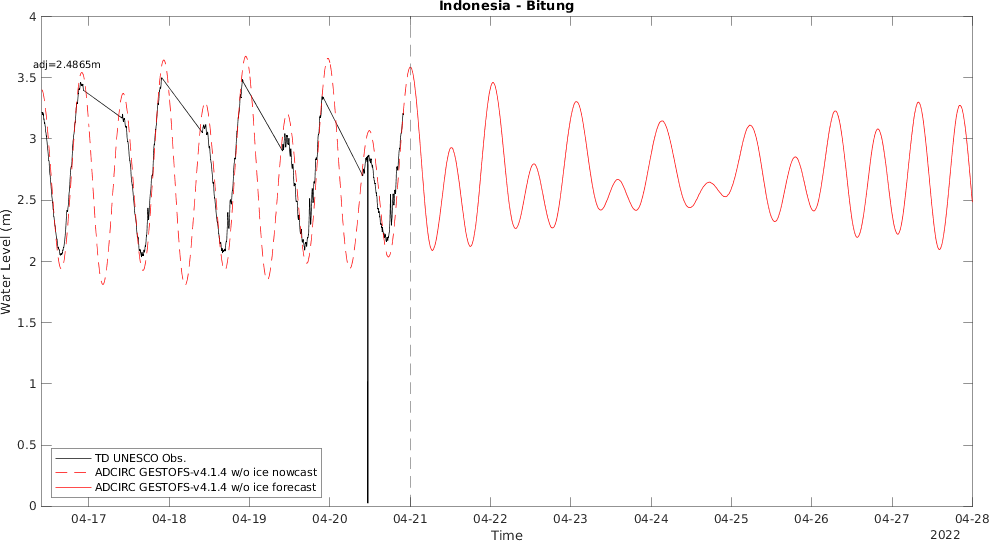 Indonesia - Bitung
adj=2.4865m
4
3.5
3
2.5
2
1.5
1
0.5
0
Water Level (m)
TD UNESCO Obs.
ADCIRC GESTOFS-v4.1.4 w/o ice nowcast
ADCIRC GESTOFS-v4.1.4 w/o ice forecast
04-17 04-18 04-19 04-20 04-21 04-22 04-23 04-24 04-25 04-26 04-27 04-28
Time
2022